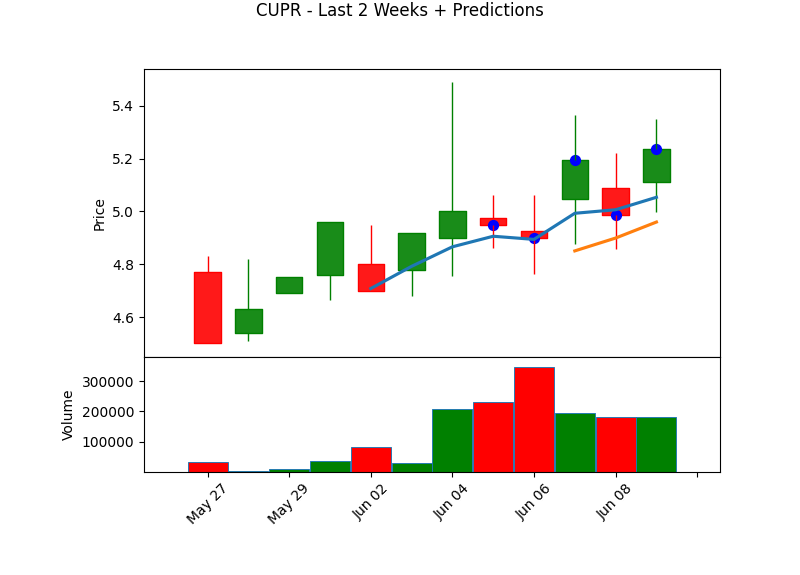 CUPR - Last 2 Weeks + Predictions
Price
5.4
5.2
5.0
4.8
4.6
Volume
300000
200000
100000
May 27
May 29
Jun 02
Jun 04
Jun 06
Jun 08